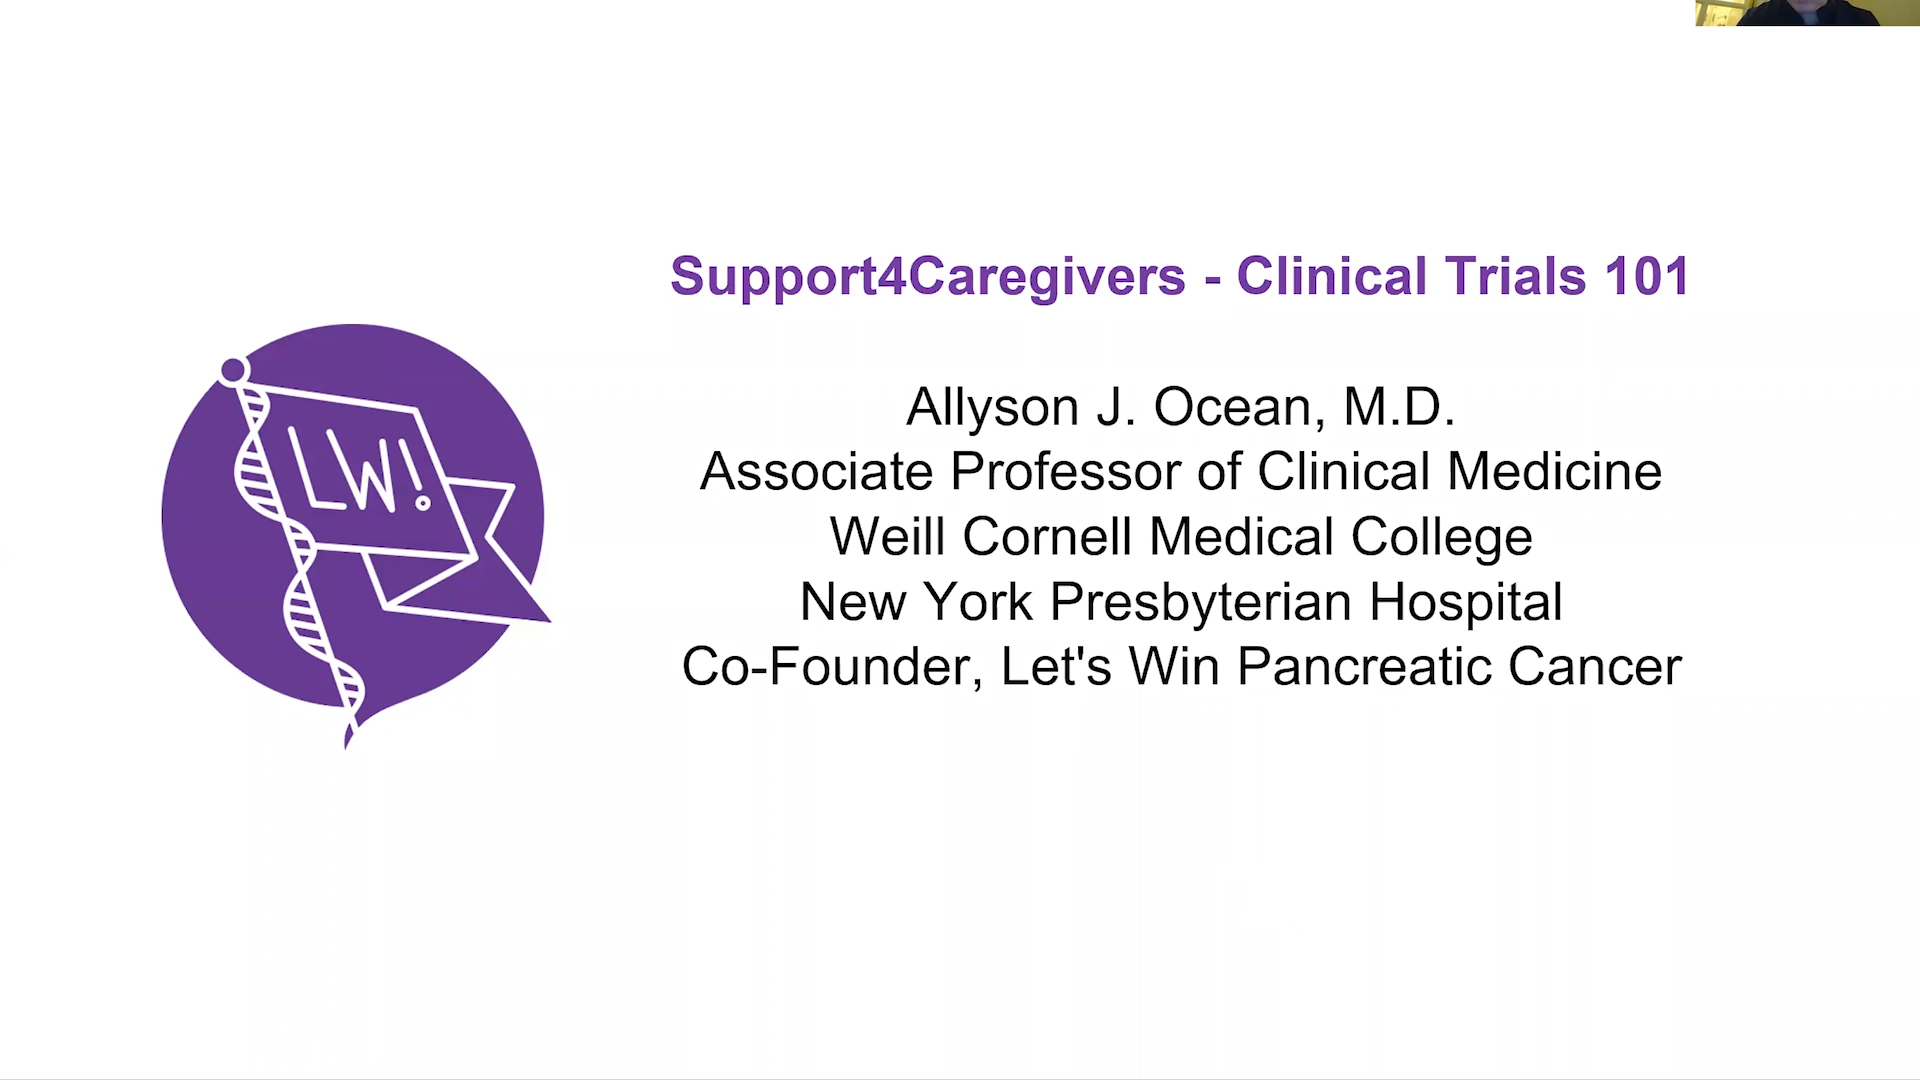 Support4Caregivers - Clinical Trials 101
LW!
Allyson J. Ocean, M.D.
Associate Professor of Clinical Medicine
Weill Cornell Medical College
New York Presbyterian Hospital
Co-Founder, Let's Win Pancreatic Cancer